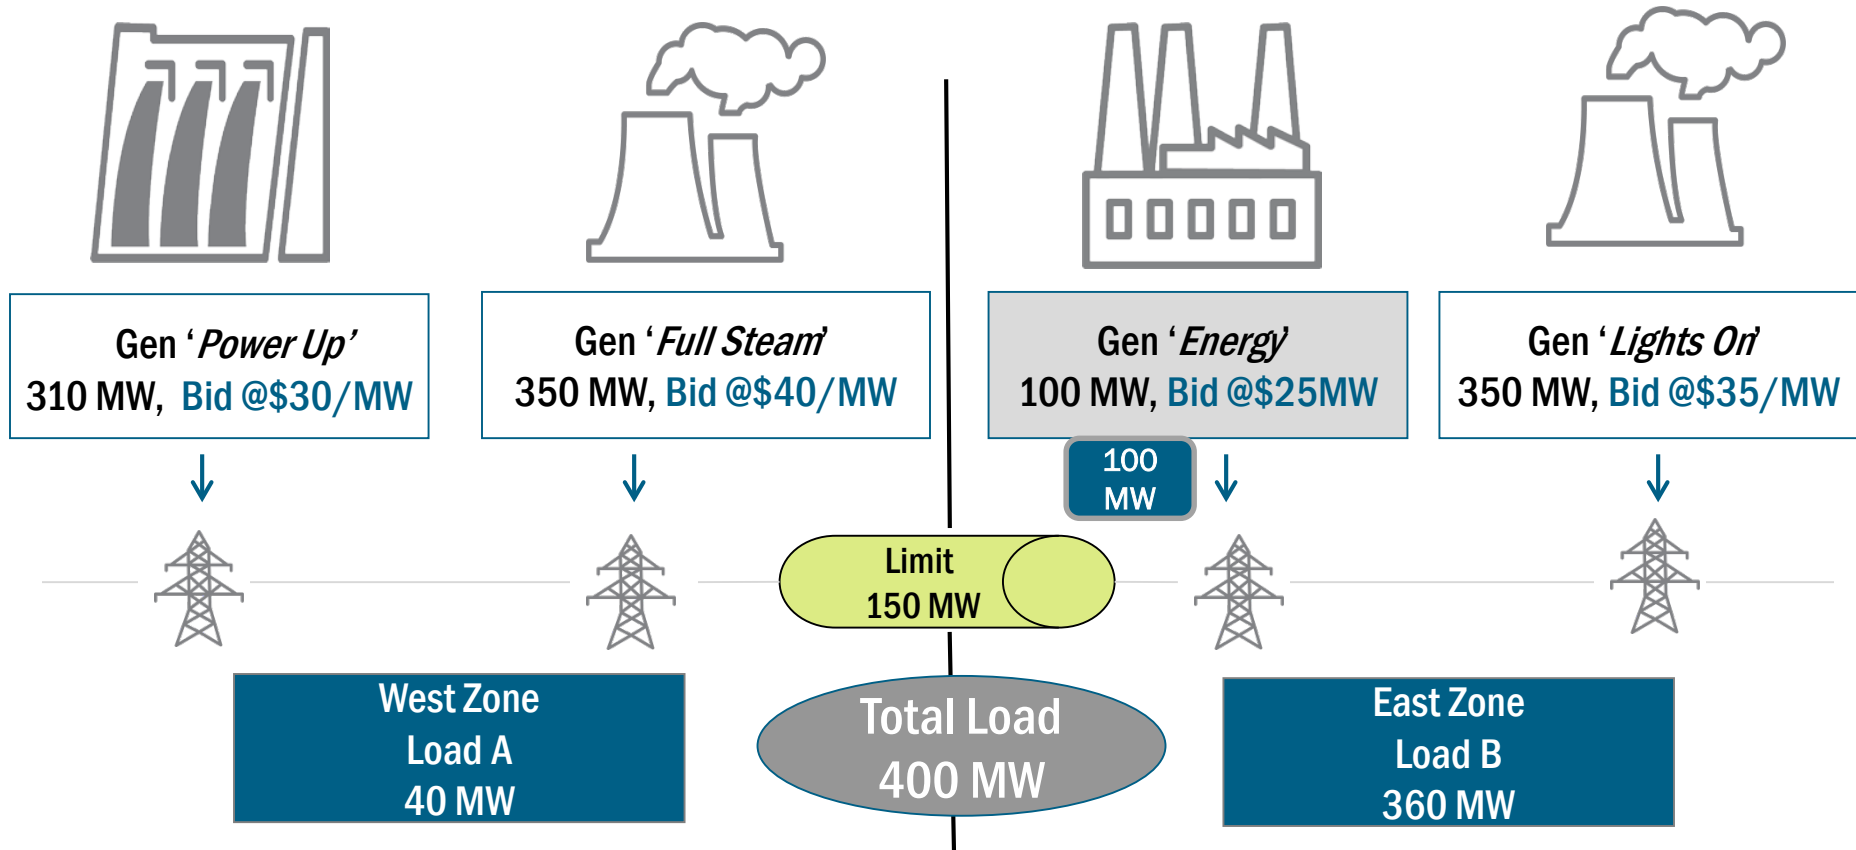 Gen ‘Power Up’
310 MW, Bid @$30/MW
Gen ‘Full Steam’
350 MW, Bid @$40/MW
Gen ‘Energy’
100 MW, Bid @$25MW
Gen ‘Lights On’
350 MW, Bid @$35/MW
100
MW
Limit
150 MW
West Zone
Load A
40 MW
Total Load
400 MW
East Zone
Load B
360 MW